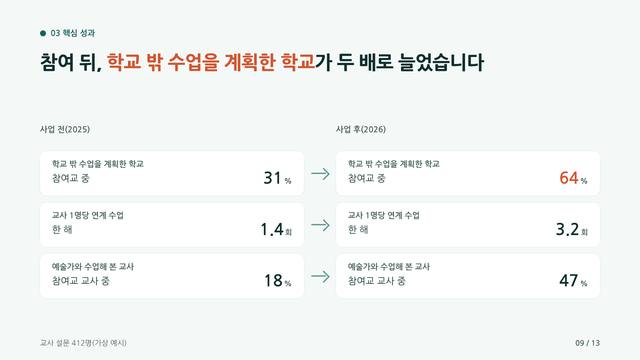 03 핵심 성과
참여 뒤, 학교 밖 수업을 계획한 학교가 두 배로 늘었습니다
사업 전(2025)
사업 후(2026)
학교 밖 수업을 계획한 학교
참여교 중
31 %
→
학교 밖 수업을 계획한 학교
참여교 중
64 %
교사 1명당 연계 수업
한 해
1.4 회
→
교사 1명당 연계 수업
한 해
3.2 회
예술가와 수업해 본 교사
참여교 교사 중
18 %
→
예술가와 수업해 본 교사
참여교 교사 중
47 %
교사 설문 412명(가상 예시)
09 / 13